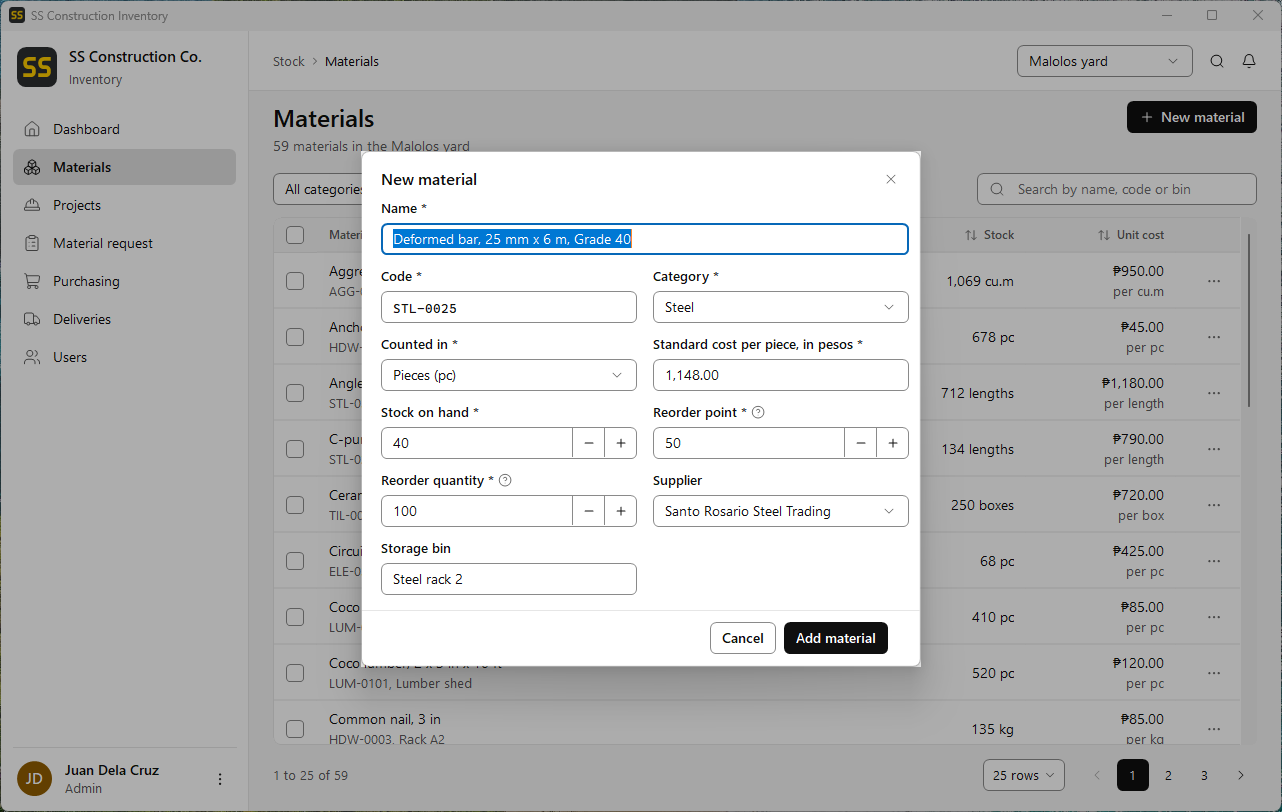 SS SS Construction Inventory
SS
SS Construction Co.
Inventory
Dashboard
Materials
Projects
Material request
Purchasing
Deliveries
Users
JD
Juan Dela Cruz
Admin
Stock > Materials
Malolos yard
Materials
59 materials in the Malolos yard
+ New material
All categories
Search by name, code or bin
Stock
Unit cost
1,069 cu.m
₱950.00
per cu.m
678 pc
₱45.00
per pc
712 lengths
₱1,180.00
per length
134 lengths
₱790.00
per length
250 boxes
₱720.00
per box
68 pc
₱425.00
per pc
Coco
410 pc
₱85.00
per pc
520 pc
₱120.00
per pc
LUM-0101, Lumber shed
Common nail, 3 in
HDW-0003, Rack A2
135 kg
₱85.00
per kg
1 to 25 of 59
25 rows
1 2 3
New material
Name *
Deformed bar, 25 mm x 6 m, Grade 40
Code *
STL-0025
Category *
Steel
Counted in *
Pieces (pc)
Standard cost per piece, in pesos *
1,148.00
Stock on hand *
40
Reorder point *
50
Reorder quantity *
100
Supplier
Santo Rosario Steel Trading
Storage bin
Steel rack 2
Cancel
Add material